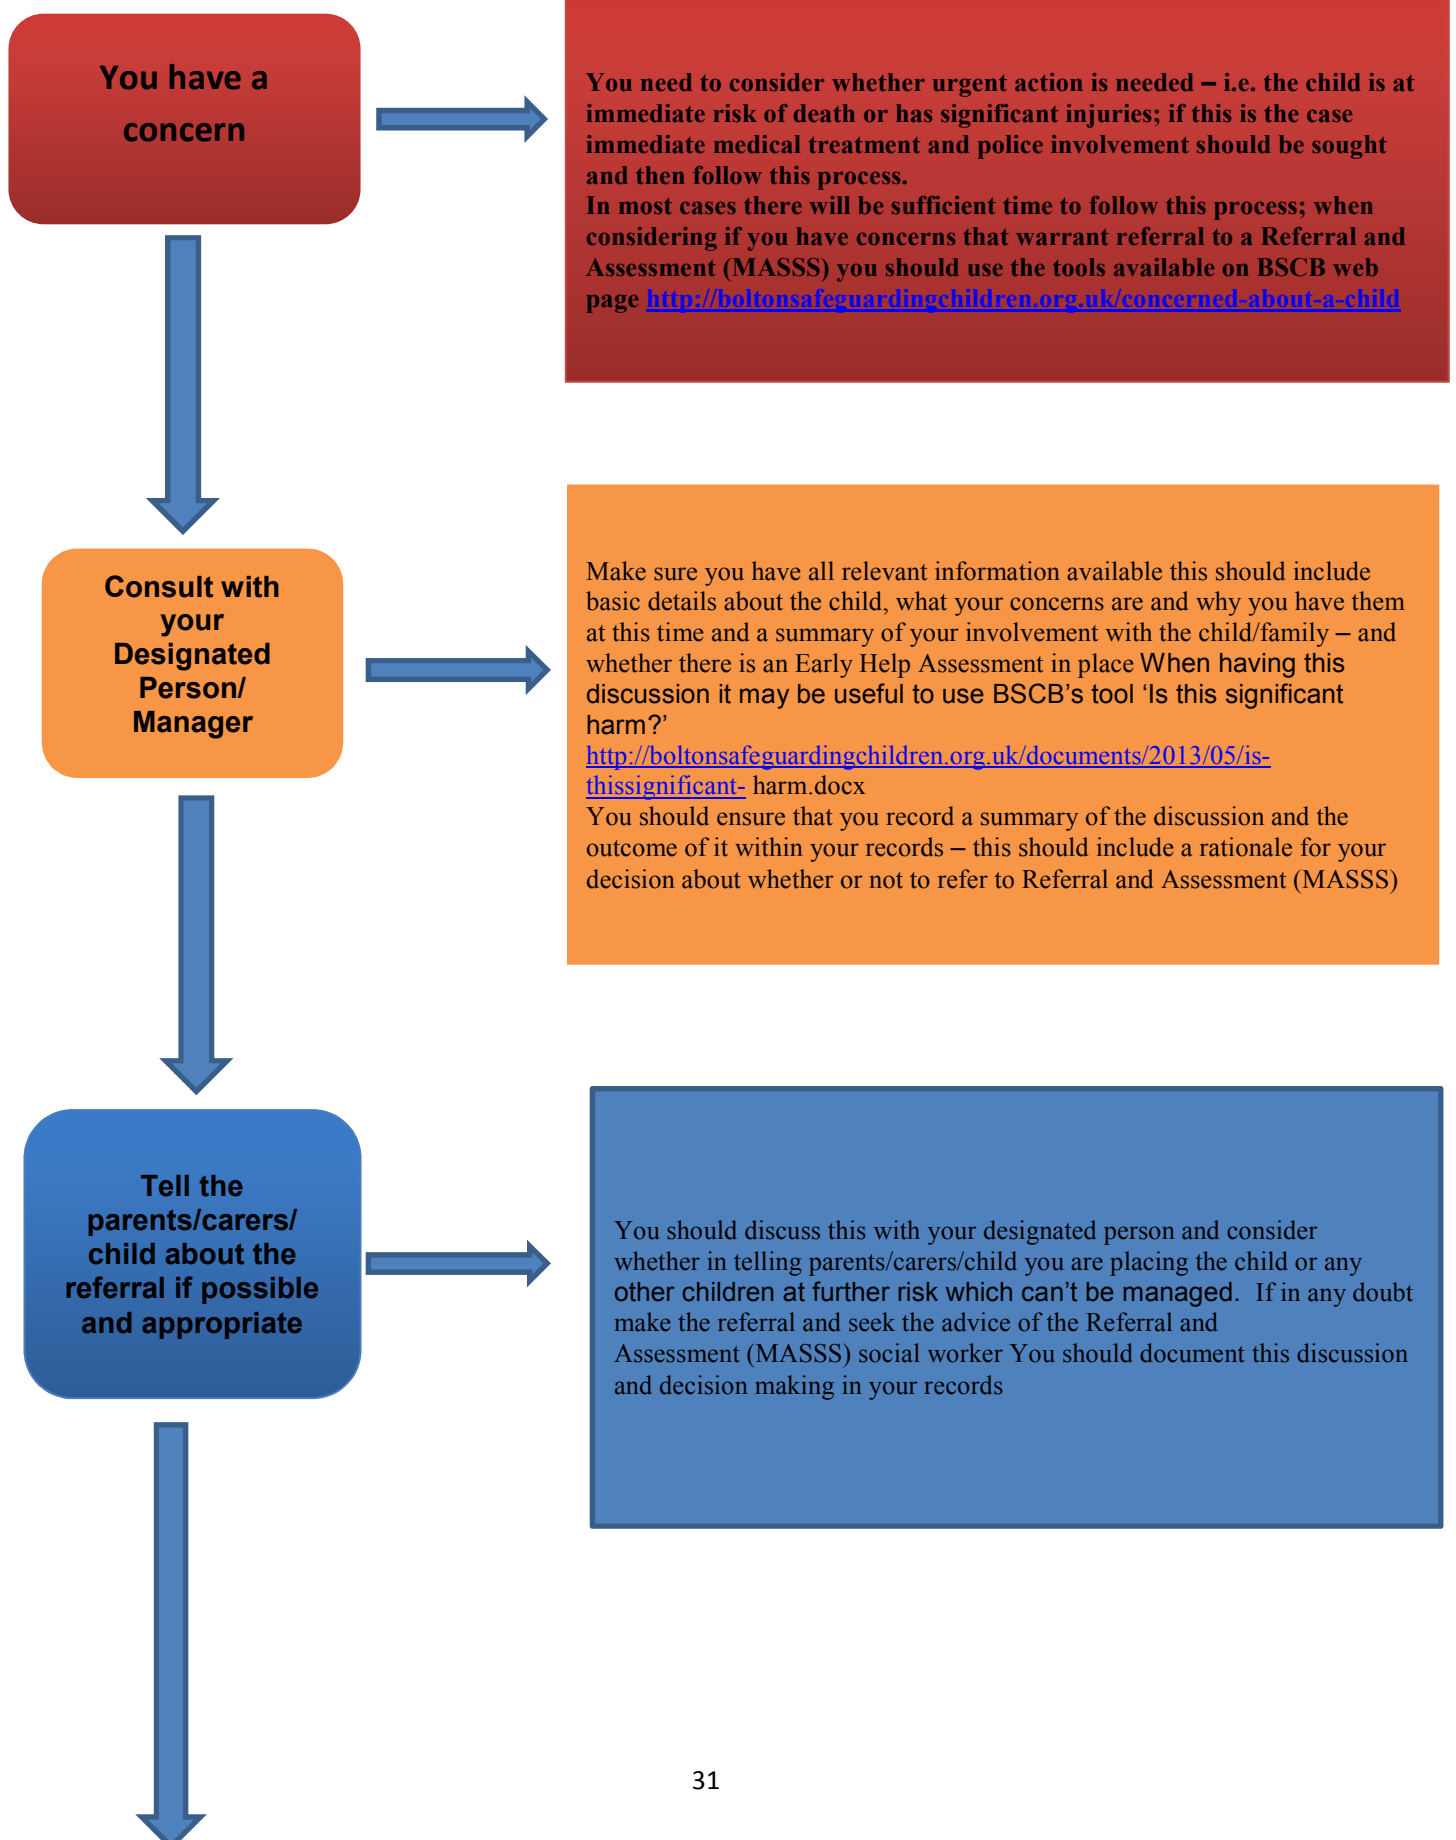 You have a
concern
You need to consider whether urgent action is needed – i.e. the child is at
immediate risk of death or has significant injuries; if this is the case
immediate medical treatment and police involvement should be sought
and then follow this process.
In most cases there will be sufficient time to follow this process; when
considering if you have concerns that warrant referral to a Referral and
Assessment (MASSS) you should use the tools available on BSCB web
page http://boltonsafeguardingchildren.org.uk/concerned-about-a-child
Consult with
your
Designated
Person/
Manager
Make sure you have all relevant information available this should include
basic details about the child, what your concerns are and why you have them
at this time and a summary of your involvement with the child/family – and
whether there is an Early Help Assessment in place When having this
discussion it may be useful to use BSCB’s tool ‘Is this significant
harm?’
http://boltonsafeguardingchildren.org.uk/documents/2013/05/is-
thissignificant- harm.docx
You should ensure that you record a summary of the discussion and the
outcome of it within your records – this should include a rationale for your
decision about whether or not to refer to Referral and Assessment (MASSS)
Tell the
parents/carers/
child about the
referral if possible
and appropriate
You should discuss this with your designated person and consider
whether in telling parents/carers/child you are placing the child or any
other children at further risk which can’t be managed. If in any doubt
make the referral and seek the advice of the Referral and
Assessment (MASSS) social worker You should document this discussion
and decision making in your records
31